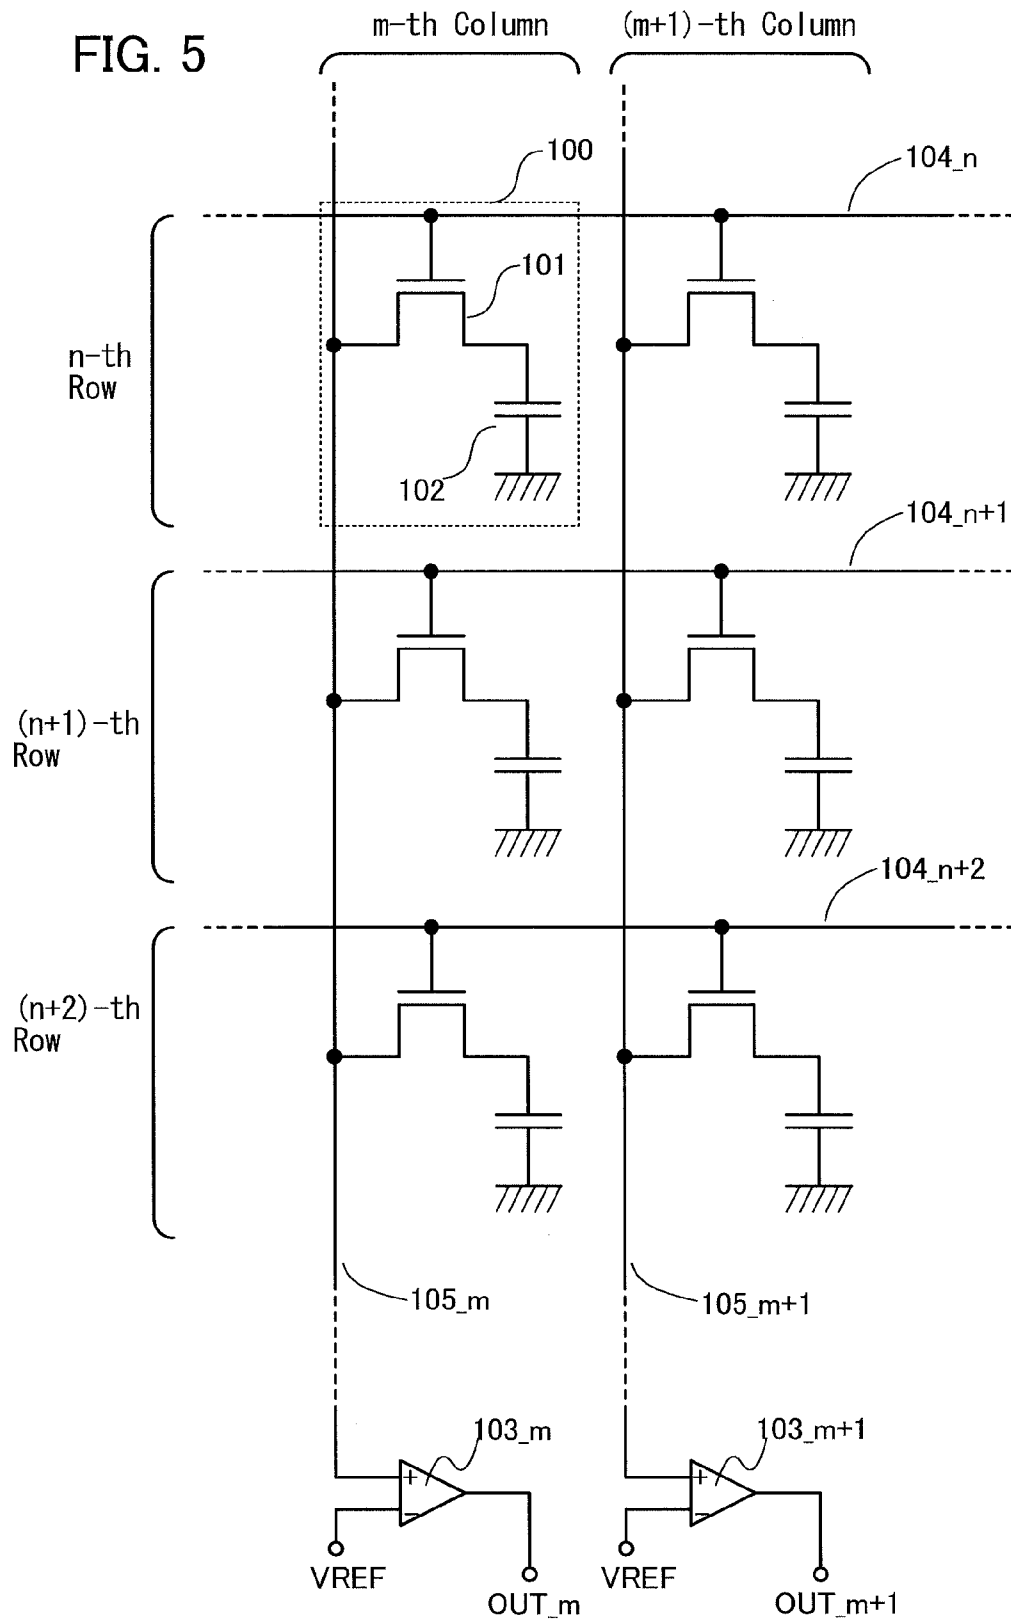 FIG. 5
m-th Column
(m+1)-th Column
100
104_n
101
n-th
Row
102
104_n+1
(n+1)-th
Row
104_n+2
(n+2)-th
Row
105_m
105_m+1
103_m
103_m+1
+
−
+
−
VREF
VREF
OUT_m
OUT_m+1